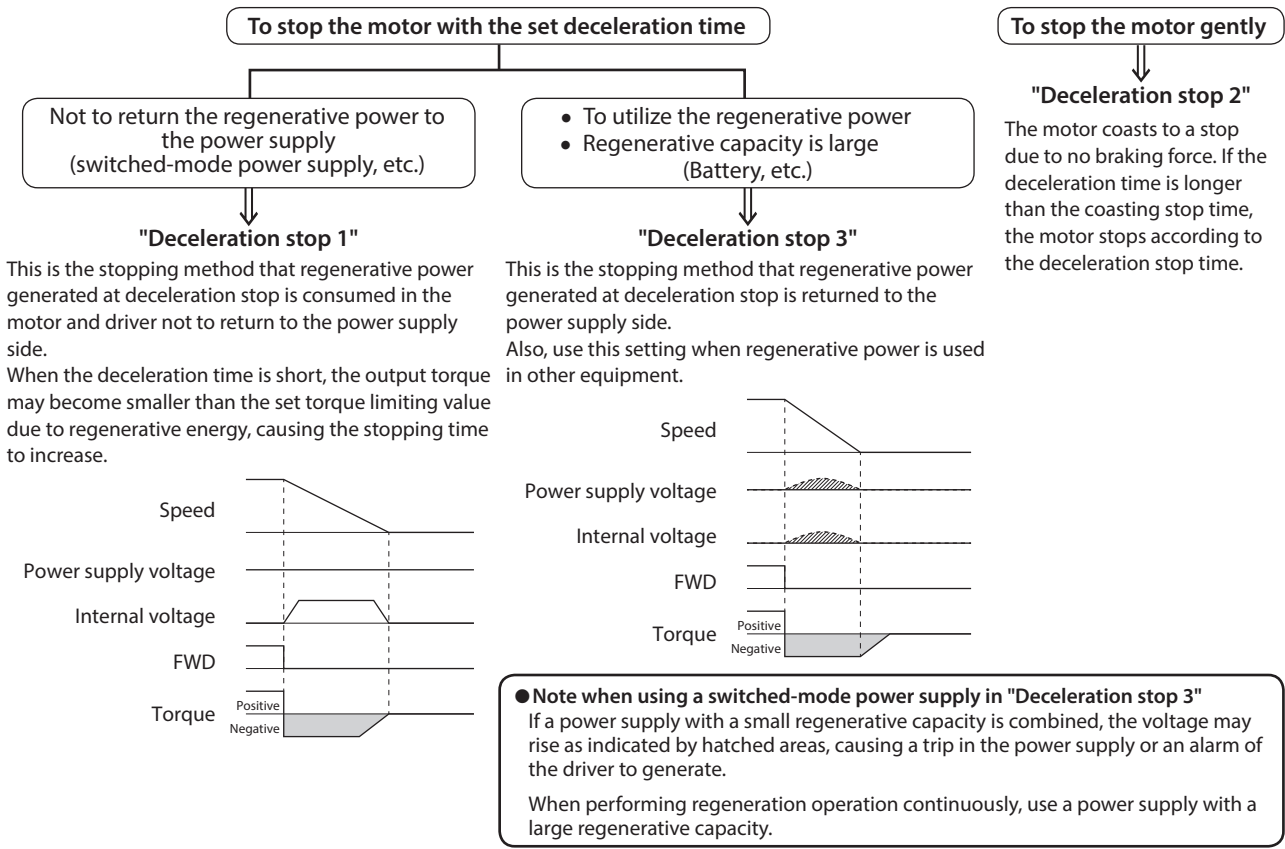 To stop the motor with the set deceleration time
Not to return the regenerative power to
the power supply
(switched-mode power supply, etc.)
"Deceleration stop 1"
This is the stopping method that regenerative power
generated at deceleration stop is consumed in the
motor and driver not to return to the power supply
side.
When the deceleration time is short, the output torque
may become smaller than the set torque limiting value
due to regenerative energy, causing the stopping time
to increase.
Speed
Power supply voltage
Internal voltage
FWD
Torque
Positive
Negative
• To utilize the regenerative power
• Regenerative capacity is large
(Battery, etc.)
"Deceleration stop 3"
This is the stopping method that regenerative power
generated at deceleration stop is returned to the
power supply side.
Also, use this setting when regenerative power is used
in other equipment.
Speed
Power supply voltage
Internal voltage
FWD
Torque
Positive
Negative
● Note when using a switched-mode power supply in "Deceleration stop 3"
If a power supply with a small regenerative capacity is combined, the voltage may
rise as indicated by hatched areas, causing a trip in the power supply or an alarm of
the driver to generate.
When performing regeneration operation continuously, use a power supply with a
large regenerative capacity.
To stop the motor gently
"Deceleration stop 2"
The motor coasts to a stop
due to no braking force. If the
deceleration time is longer
than the coasting stop time,
the motor stops according to
the deceleration stop time.